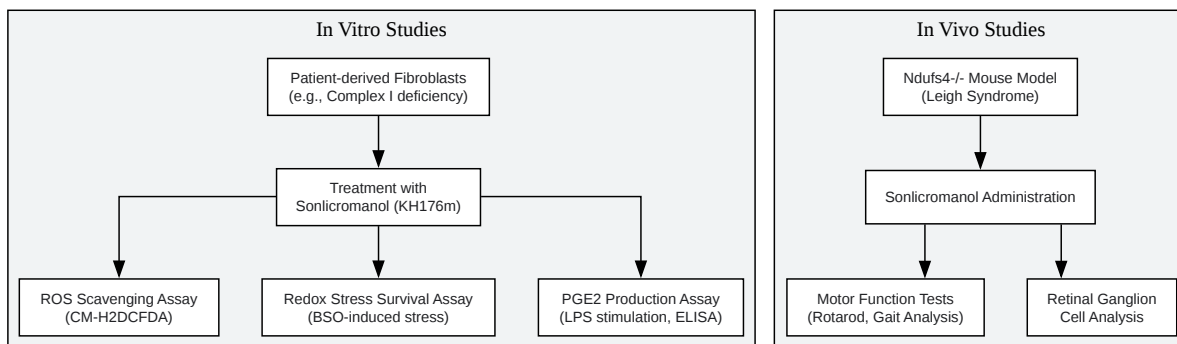 In Vitro Studies
Patient-derived Fibroblasts
(e.g., Complex I deficiency)
Treatment with
Sonlicromanol (KH176m)
ROS Scavenging Assay
(CM-H2DCFDA)
Redox Stress Survival Assay
(BSO-induced stress)
PGE2 Production Assay
(LPS stimulation, ELISA)
In Vivo Studies
Ndufs4-/- Mouse Model
(Leigh Syndrome)
Sonlicromanol Administration
Motor Function Tests
(Rotarod, Gait Analysis)
Retinal Ganglion
Cell Analysis